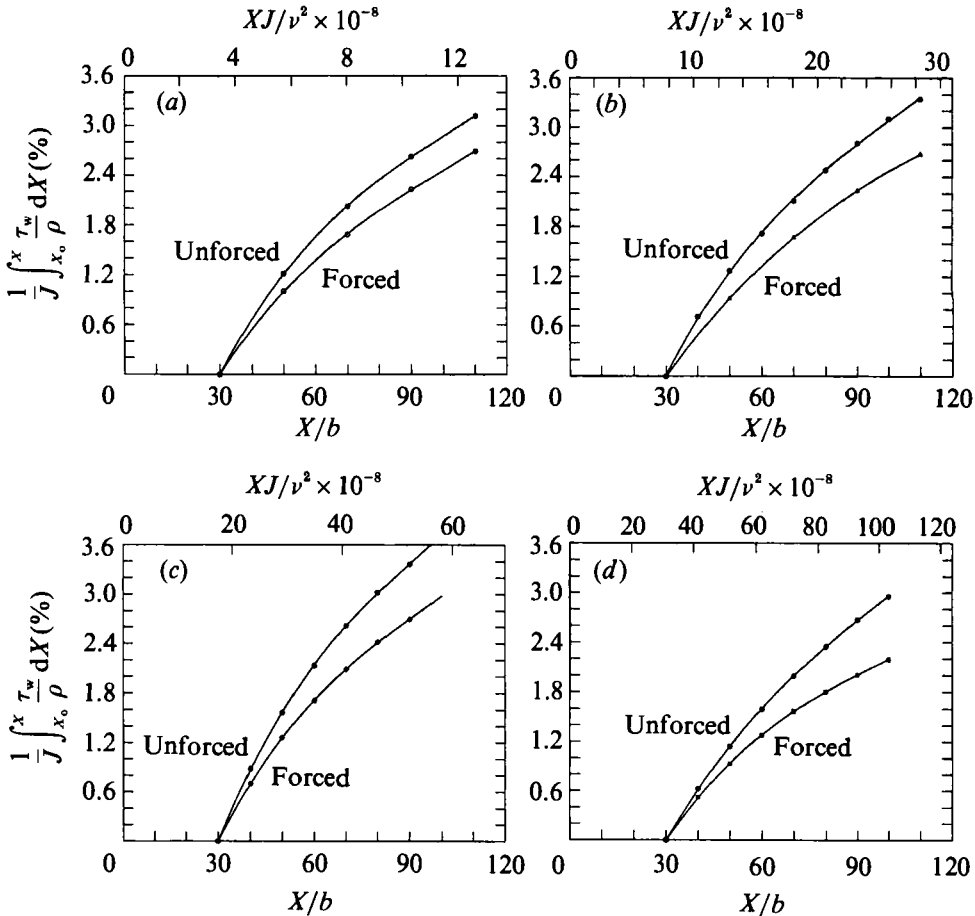 XJ/ν² × 10⁻⁸
0 4 8 12
3.6
3.0
2.4
1.8
1.2
0.6
0
1/J ∫_{X₀}^{X} τ_w/ρ dX (%)
(a)
Unforced
Forced
0 30 60 90 120
X/b
XJ/ν² × 10⁻⁸
0 10 20 30
3.6
3.0
2.4
1.8
1.2
0.6
0
(b)
Unforced
Forced
30 60 90 120
X/b
XJ/ν² × 10⁻⁸
0 20 40 60
3.6
3.0
2.4
1.8
1.2
0.6
0
1/J ∫_{X₀}^{X} τ_w/ρ dX (%)
(c)
Unforced
Forced
30 60 90 120
X/b
XJ/ν² × 10⁻⁸
0 20 40 60 80 100 120
3.6
3.0
2.4
1.8
1.2
0.6
0
(d)
Unforced
Forced
30 60 90 120
X/b